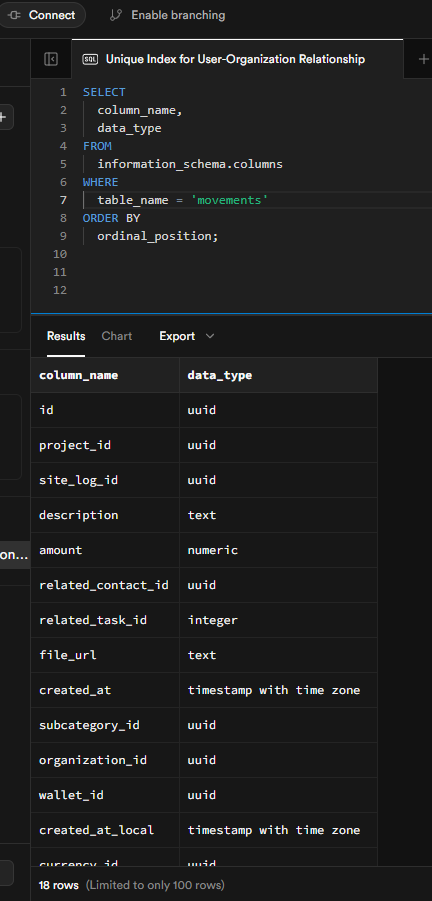 Connect Enable branching
SQL Unique Index for User-Organization Relationship
1 SELECT
2 column_name,
3 data_type
4 FROM
5 information_schema.columns
6 WHERE
7 table_name = 'movements'
8 ORDER BY
9 ordinal_position;
10
11
12
on...
Results Chart Export
column_name data_type
id uuid
project_id uuid
site_log_id uuid
description text
amount numeric
related_contact_id uuid
related_task_id integer
file_url text
created_at timestamp with time zone
subcategory_id uuid
organization_id uuid
wallet_id uuid
created_at_local timestamp with time zone
currency_id uuid
18 rows (Limited to only 100 rows)